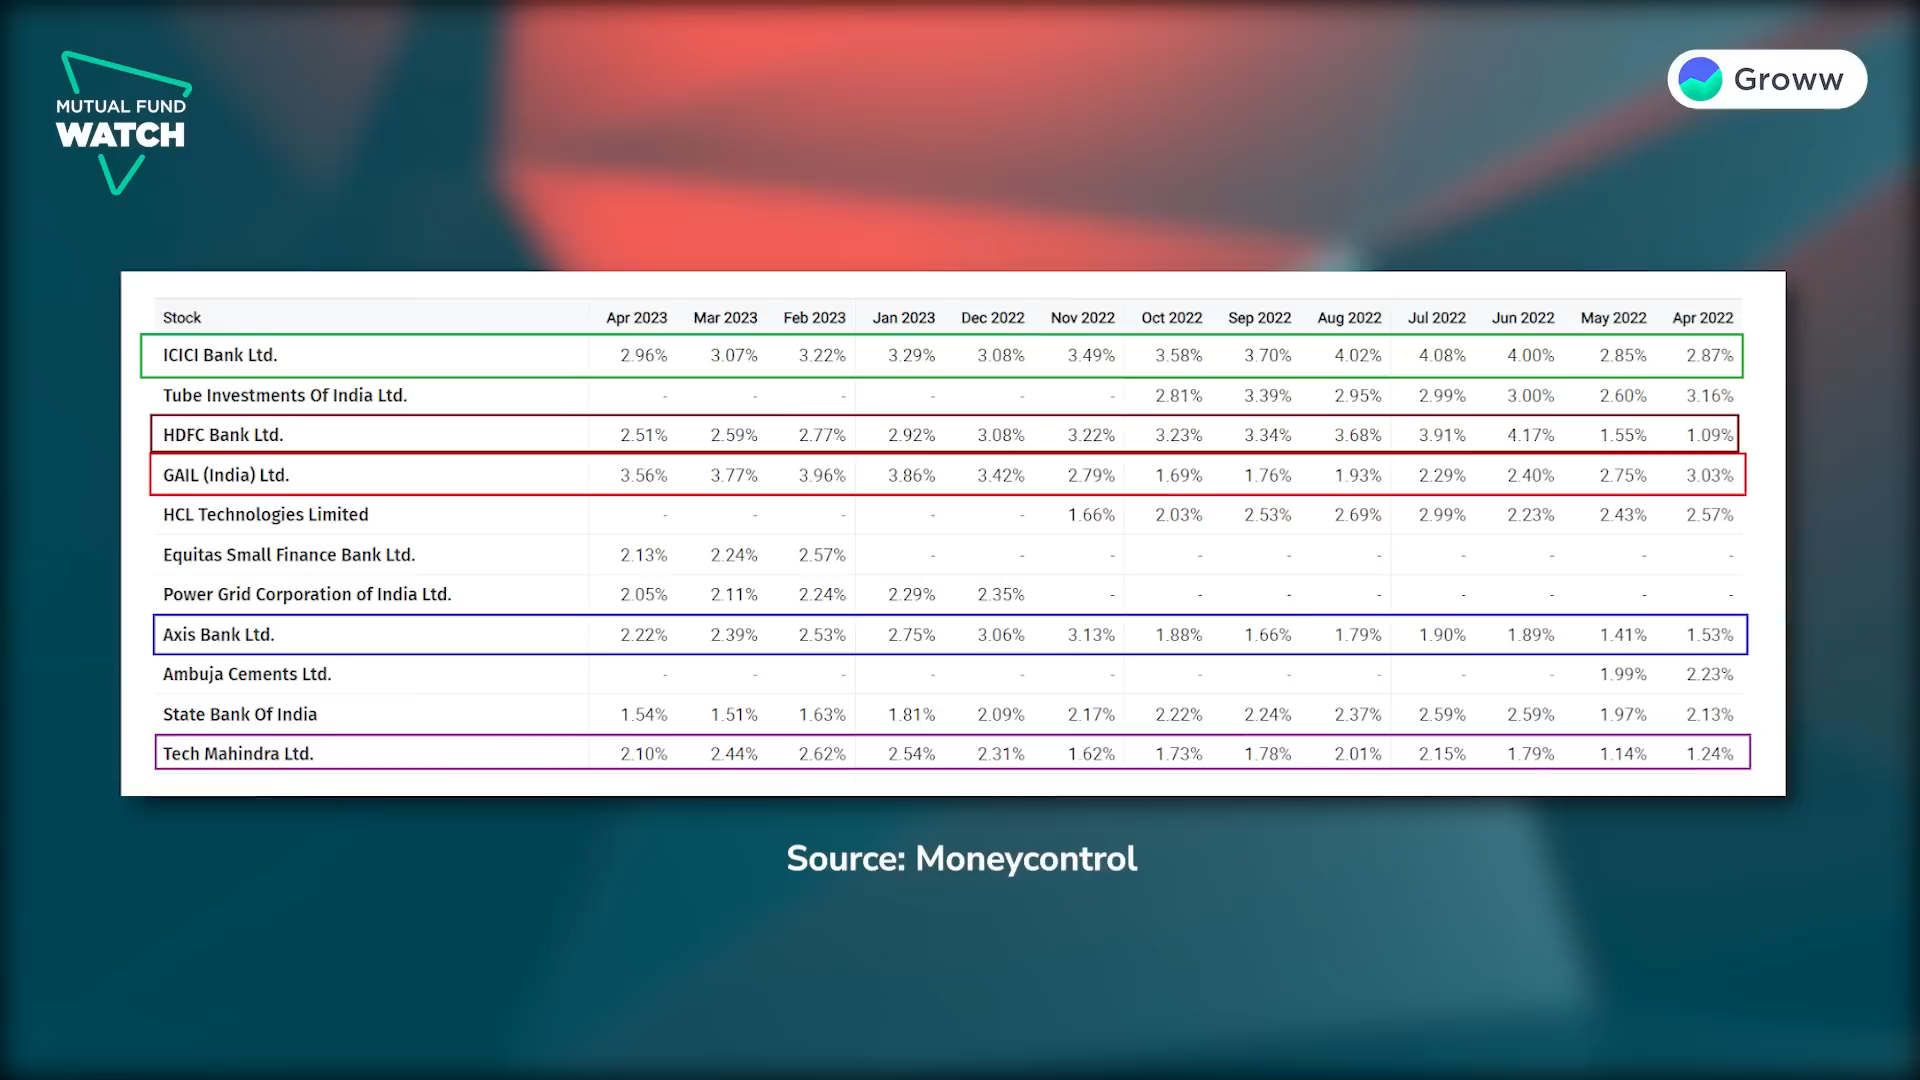 MUTUAL FUND
WATCH
Groww
Stock Apr 2023 Mar 2023 Feb 2023 Jan 2023 Dec 2022 Nov 2022 Oct 2022 Sep 2022 Aug 2022 Jul 2022 Jun 2022 May 2022 Apr 2022
ICICI Bank Ltd. 2.96% 3.07% 3.22% 3.29% 3.08% 3.49% 3.58% 3.70% 4.02% 4.08% 4.00% 2.85% 2.87%
Tube Investments Of India Ltd. - - - - - - 2.81% 3.39% 2.95% 2.99% 3.00% 2.60% 3.16%
HDFC Bank Ltd. 2.51% 2.59% 2.77% 2.92% 3.08% 3.22% 3.23% 3.34% 3.68% 3.91% 4.17% 1.55% 1.09%
GAIL (India) Ltd. 3.56% 3.77% 3.96% 3.86% 3.42% 2.79% 1.69% 1.76% 1.93% 2.29% 2.40% 2.75% 3.03%
HCL Technologies Limited - - - - - 1.66% 2.03% 2.53% 2.69% 2.99% 2.23% 2.43% 2.57%
Equitas Small Finance Bank Ltd. 2.13% 2.24% 2.57% - - - - - - - - - -
Power Grid Corporation of India Ltd. 2.05% 2.11% 2.24% 2.29% 2.35% - - - - - - - -
Axis Bank Ltd. 2.22% 2.39% 2.53% 2.75% 3.06% 3.13% 1.88% 1.66% 1.79% 1.90% 1.89% 1.41% 1.53%
Ambuja Cements Ltd. - - - - - - - - - - - 1.99% 2.23%
State Bank Of India 1.54% 1.51% 1.63% 1.81% 2.09% 2.17% 2.22% 2.24% 2.37% 2.59% 2.59% 1.97% 2.13%
Tech Mahindra Ltd. 2.10% 2.44% 2.62% 2.54% 2.31% 1.62% 1.73% 1.78% 2.01% 2.15% 1.79% 1.14% 1.24%
Source: Moneycontrol